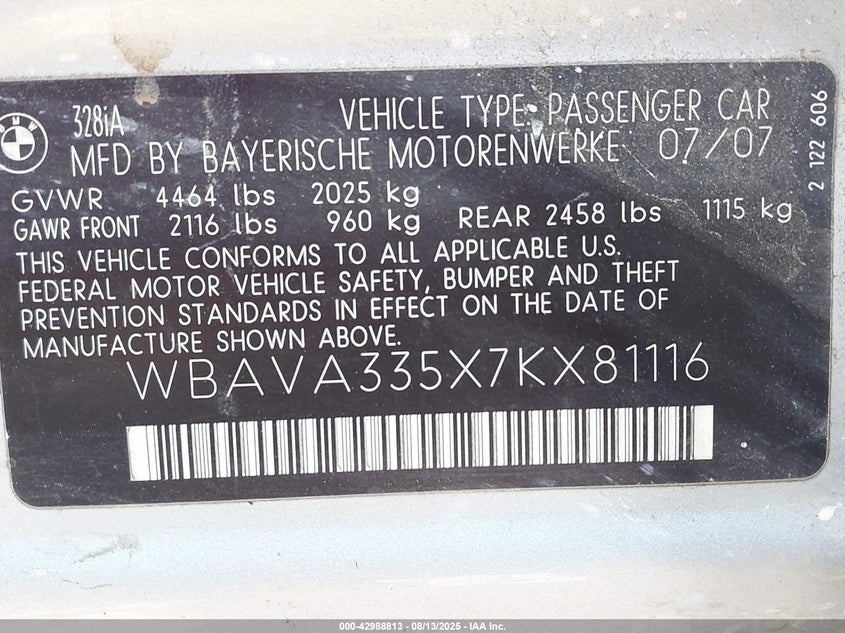 BMW
328iA VEHICLE TYPE: PASSENGER CAR
MFD BY BAYERISCHE MOTORENWERKE 07/07
GVWR 4464 lbs 2025 kg
GAWR FRONT 2116 lbs 960 kg REAR 2458 lbs 1115 kg
THIS VEHICLE CONFORMS TO ALL APPLICABLE U.S.
FEDERAL MOTOR VEHICLE SAFETY, BUMPER AND THEFT
PREVENTION STANDARDS IN EFFECT ON THE DATE OF
MANUFACTURE SHOWN ABOVE.
WBAVA335X7KX81116
2 122 606
000-42988813 - 08/13/2025 - IAA Inc.